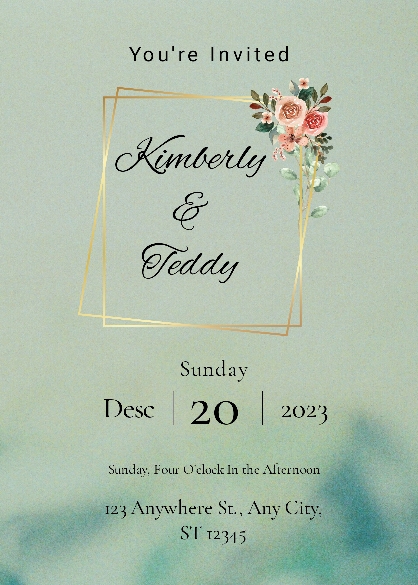 You're Invited
Kimberly
&
Teddy
Sunday
Desc 20 2023
Sunday, Four O'clock In the Afternoon
123 Anywhere St., Any City,
ST 12345